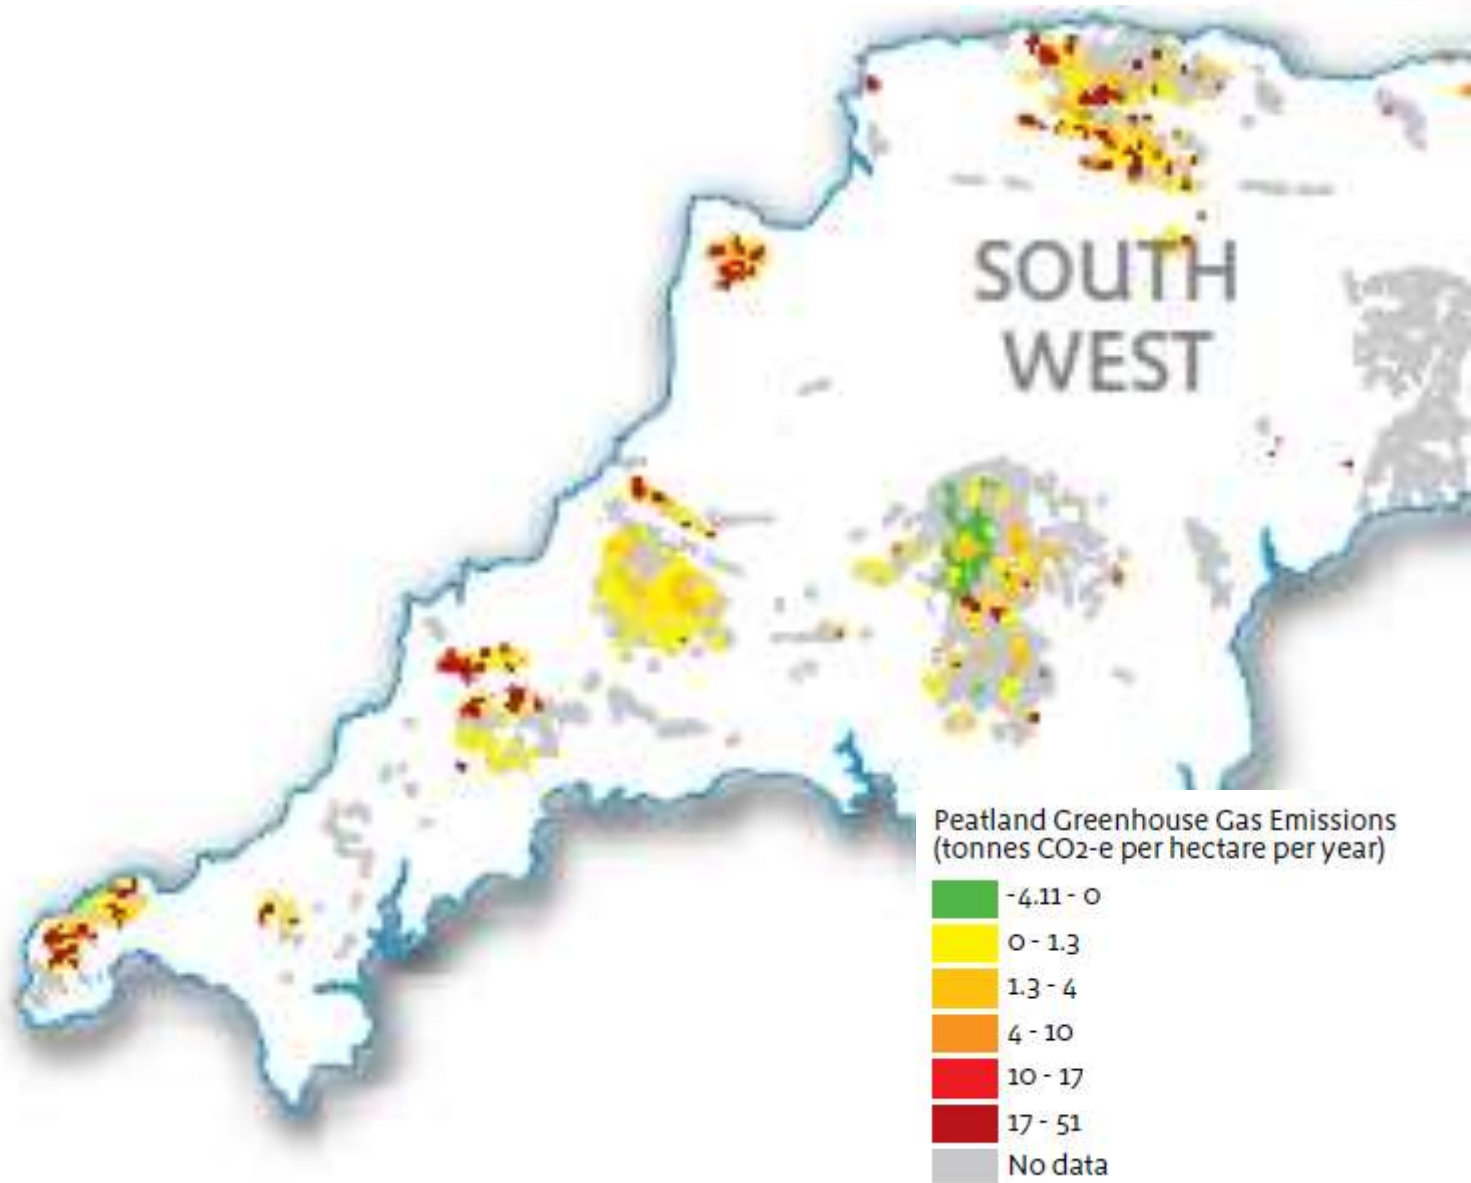 SOUTH
WEST
Peatland Greenhouse Gas Emissions
(tonnes CO2-e per hectare per year)
-4.11 - 0
0 - 1.3
1.3 - 4
4 - 10
10 - 17
17 - 51
No data